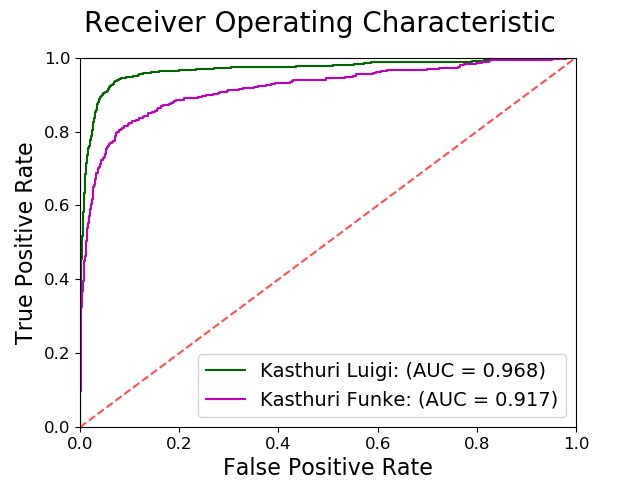 Receiver Operating Characteristic
1.0
0.8
0.6
0.4
0.2
0.0
True Positive Rate
Kasthuri Luigi: (AUC = 0.968)
Kasthuri Funke: (AUC = 0.917)
0.0 0.2 0.4 0.6 0.8 1.0
False Positive Rate